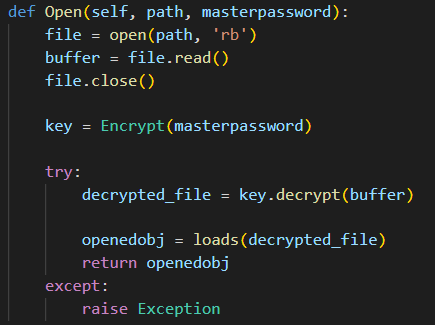 def Open(self, path, masterpassword):
    file = open(path, 'rb')
    buffer = file.read()
    file.close()

    key = Encrypt(masterpassword)

    try:
        decrypted_file = key.decrypt(buffer)

        openedobj = loads(decrypted_file)
        return openedobj
    except:
        raise Exception